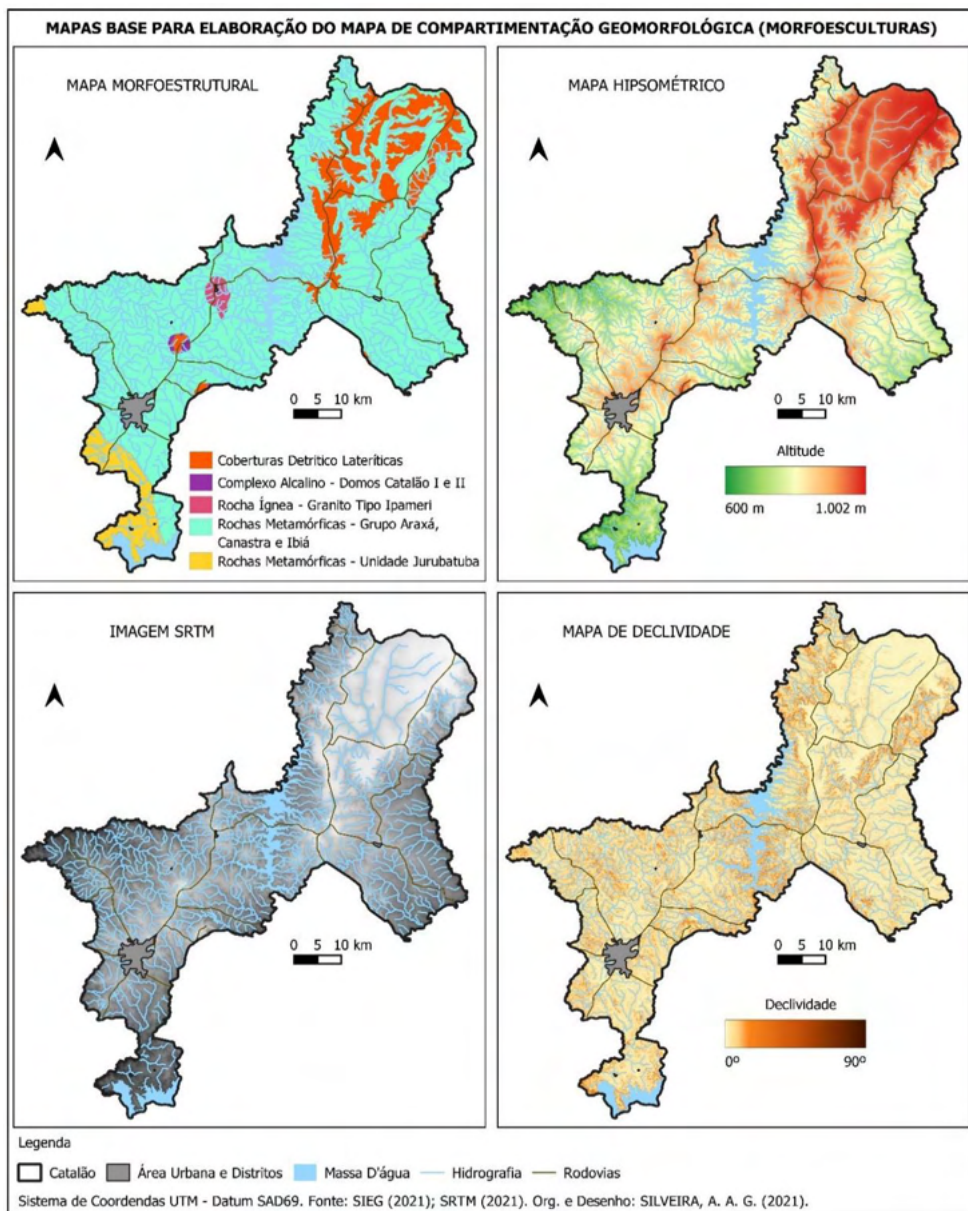 MAPAS BASE PARA ELABORAÇÃO DO MAPA DE COMPARTIMENTAÇÃO GEOMORFOLÓGICA (MORFOESCULTURAS)
MAPA MORFOESTRUTURAL
0 5 10 km
Coberturas Detritico Lateríticas
Complexo Alcalino - Domos Catalão I e II
Rocha Ígnea - Granito Tipo Ipameri
Rochas Metamórficas - Grupo Araxá,
Canastra e Ibiá
Rochas Metamórficas - Unidade Jurubatuba
MAPA HIPSOMÉTRICO
0 5 10 km
Altitude
600 m 1.002 m
IMAGEM SRTM
0 5 10 km
MAPA DE DECLIVIDADE
0 5 10 km
Declividade
0º 90º
Legenda
Catalão Área Urbana e Distritos Massa D'água Hidrografia Rodovias
Sistema de Coordendas UTM - Datum SAD69. Fonte: SIEG (2021); SRTM (2021). Org. e Desenho: SILVEIRA, A. A. G. (2021).